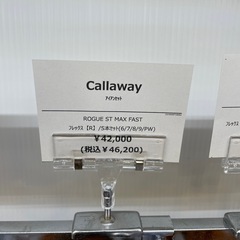 Callaway
アイアンセット
ROGUE ST MAX FAST
フレックス【R】/5本セット(6/7/8/9/PW)
￥42,000
(税込￥46,200)